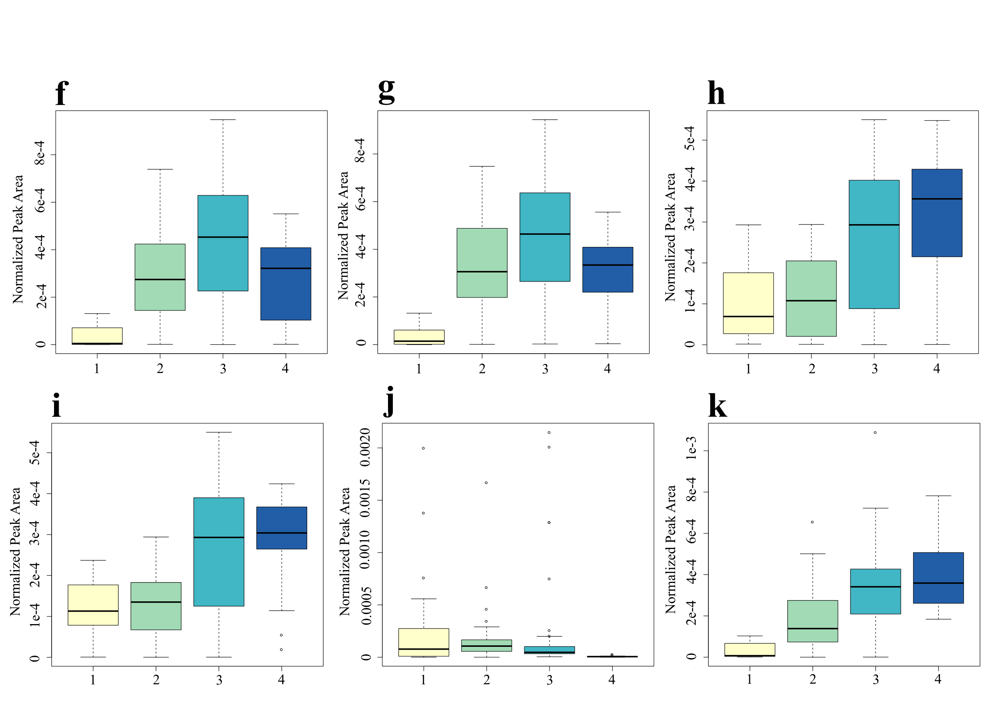 f
Normalized Peak Area
0 2e-4 4e-4 6e-4 8e-4
1 2 3 4
g
Normalized Peak Area
0 2e-4 4e-4 6e-4 8e-4
1 2 3 4
h
Normalized Peak Area
0 1e-4 2e-4 3e-4 4e-4 5e-4
1 2 3 4
i
Normalized Peak Area
0 1e-4 2e-4 3e-4 4e-4 5e-4
1 2 3 4
j
Normalized Peak Area
0 0.0005 0.0010 0.0015 0.0020
1 2 3 4
k
Normalized Peak Area
0 2e-4 4e-4 6e-4 8e-4 1e-3
1 2 3 4